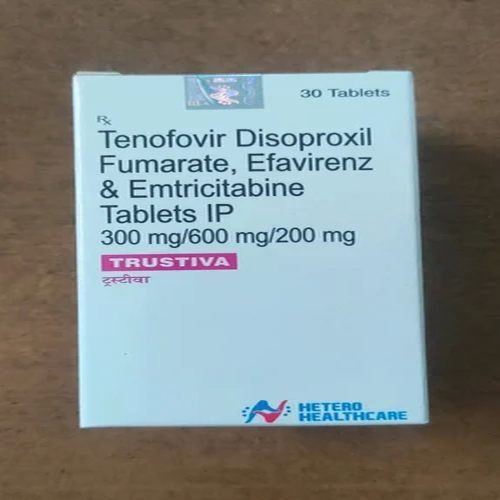 30 Tablets
Rx
Tenofovir Disoproxil
Fumarate, Efavirenz
& Emtricitabine
Tablets IP
300 mg/600 mg/200 mg
TRUSTIVA
ट्रस्टीवा
HETERO
HEALTHCARE